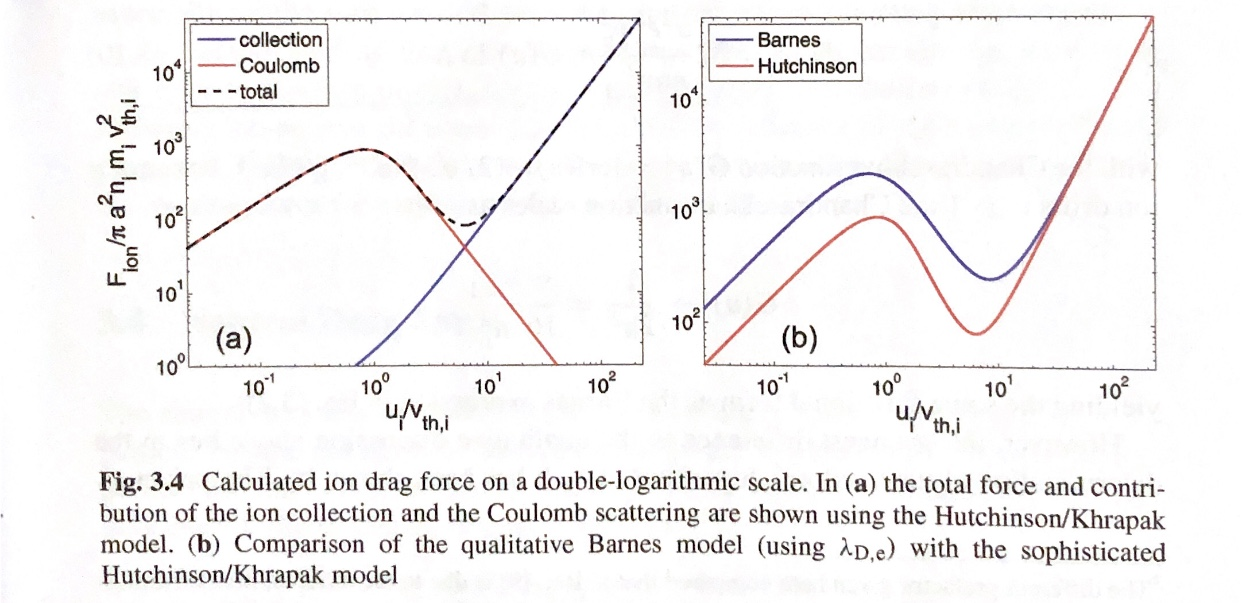 collection
Coulomb
total
10^4
10^3
10^2
10^1
10^0
F_ion/π a^2 n_i m_i v^2_th,i
(a)
10^-1 10^0 10^1 10^2
u_i/v_th,i
Barnes
Hutchinson
10^4
10^3
10^2
(b)
10^-1 10^0 10^1 10^2
u_i/v_th,i
Fig. 3.4 Calculated ion drag force on a double-logarithmic scale. In (a) the total force and contri-
bution of the ion collection and the Coulomb scattering are shown using the Hutchinson/Khrapak
model. (b) Comparison of the qualitative Barnes model (using λ_D,e) with the sophisticated
Hutchinson/Khrapak model